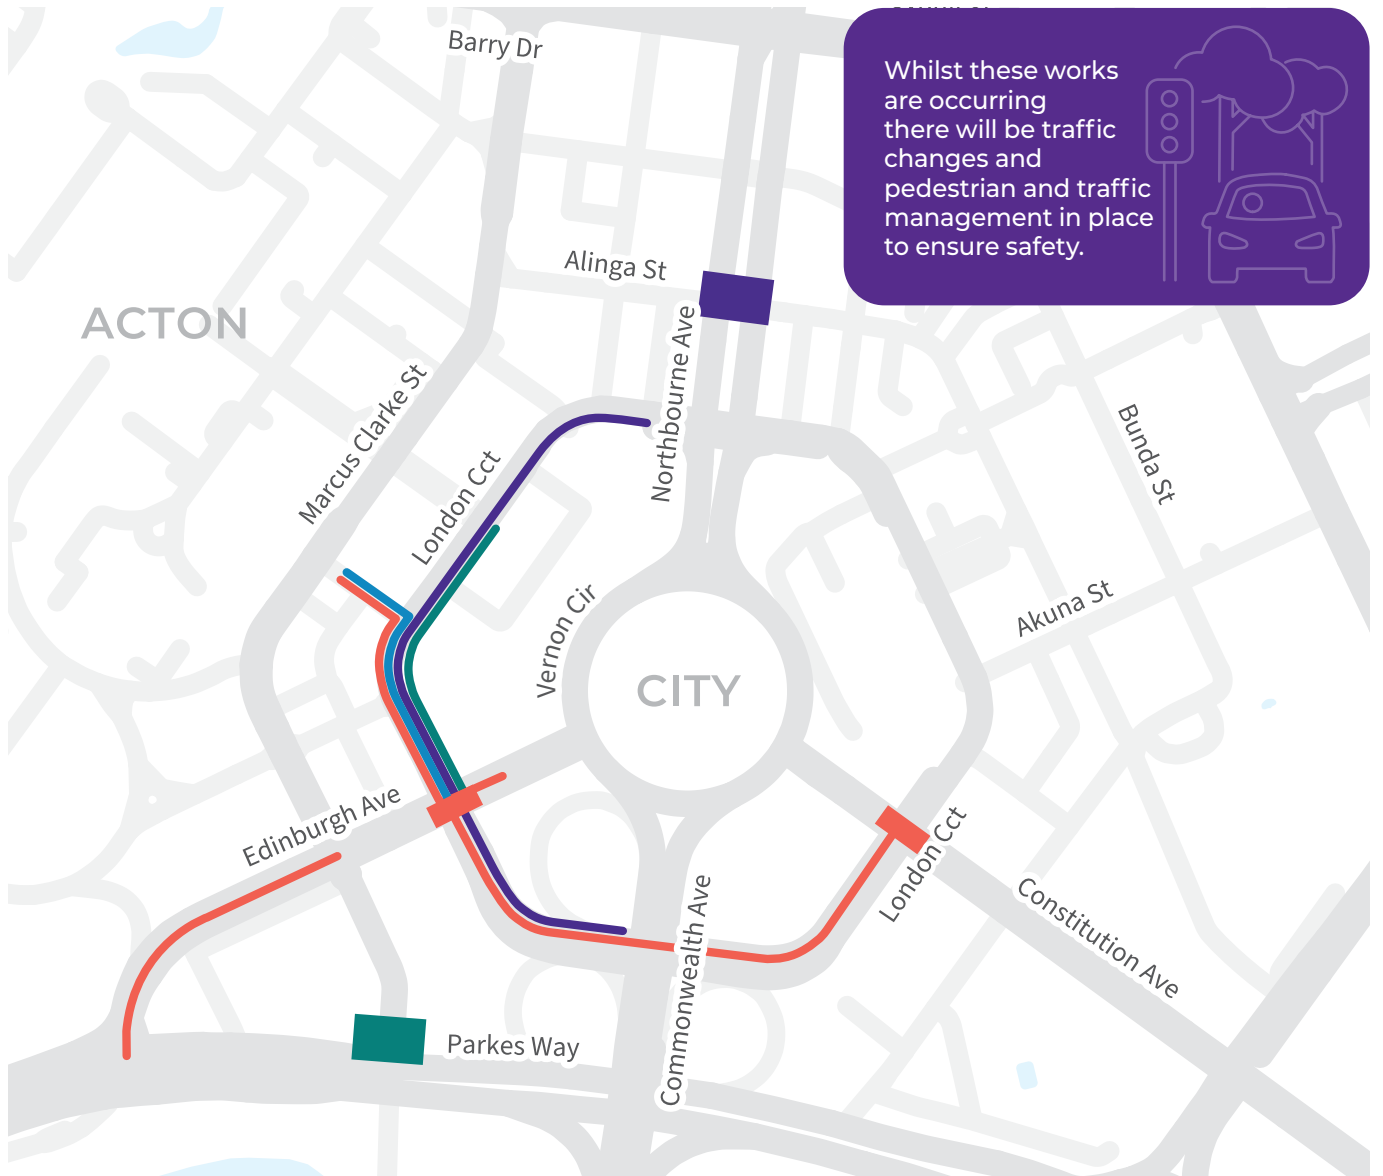 Barry Dr
Whilst these works
are occurring
there will be traffic
changes and
pedestrian and traffic
management in place
to ensure safety.
Alinga St
ACTON
Northbourne Ave
Marcus Clarke St
London Cct
Bunda St
Akuna St
Vernon Cir
CITY
Edinburgh Ave
London Cct
Constitution Ave
Commonwealth Ave
Parkes Way